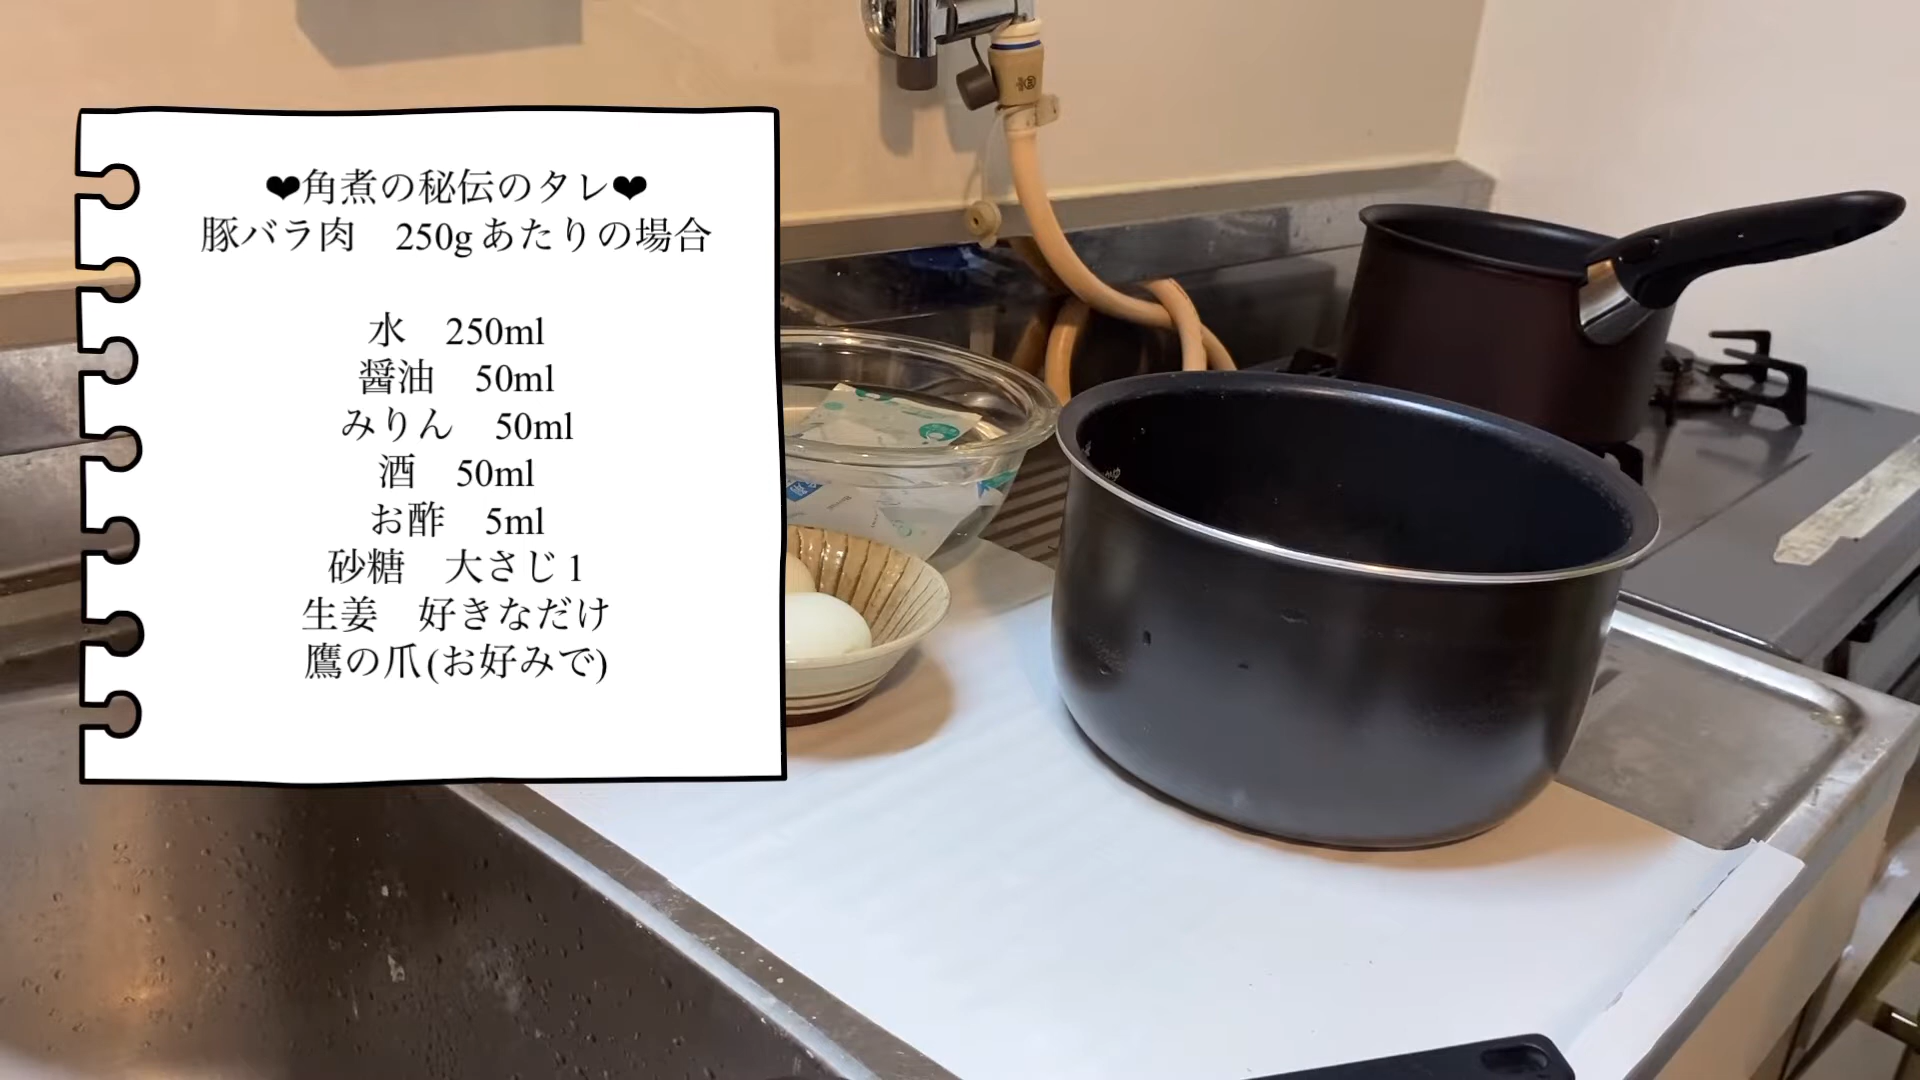 ❤角煮の秘伝のタレ❤
豚バラ肉　250gあたりの場合
水　250ml
醤油　50ml
みりん　50ml
酒　50ml
お酢　5ml
砂糖　大さじ1
生姜　好きなだけ
鷹の爪(お好みで)